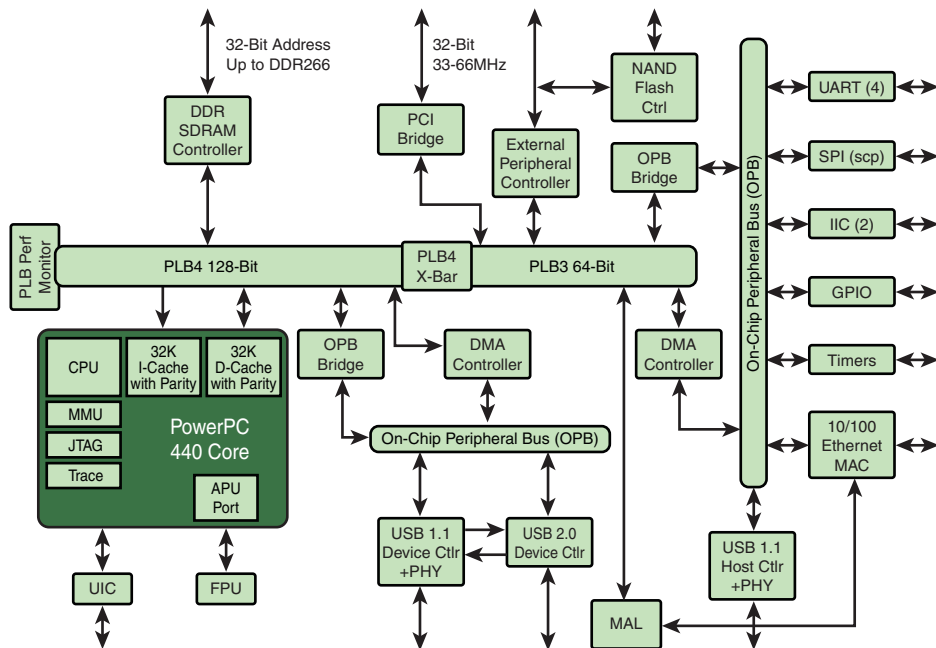 32-Bit Address
Up to DDR266
32-Bit
33-66MHz
NAND
Flash
Ctrl
UART (4)
DDR
SDRAM
Controller
PCI
Bridge
External
Peripheral
Controller
OPB
Bridge
SPI (scp)
On-Chip Peripheral Bus (OPB)
IIC (2)
PLB Perf
Monitor
PLB4 128-Bit
PLB4
X-Bar
PLB3 64-Bit
GPIO
CPU
32K
I-Cache
with Parity
32K
D-Cache
with Parity
OPB
Bridge
DMA
Controller
DMA
Controller
Timers
MMU
JTAG
Trace
PowerPC
440 Core
APU
Port
On-Chip Peripheral Bus (OPB)
10/100
Ethernet
MAC
USB 1.1
Device Ctlr
+PHY
USB 2.0
Device Ctlr
USB 1.1
Host Ctlr
+PHY
UIC
FPU
MAL